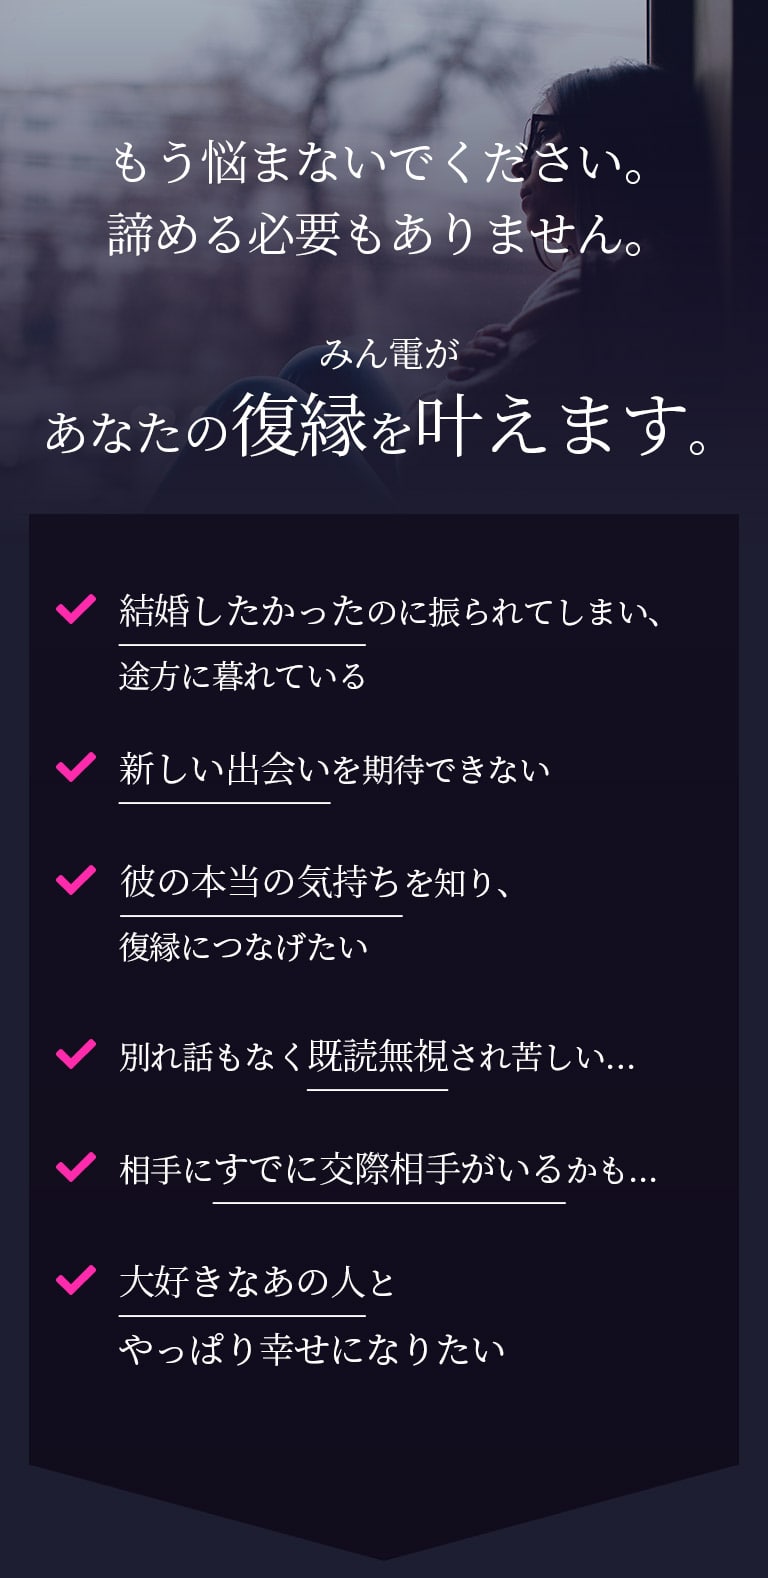 もう悩まないでください。
諦める必要もありません。
みん電が
あなたの復縁を叶えます。
結婚したかったのに振られてしまい、
途方に暮れている
新しい出会いを期待できない
彼の本当の気持ちを知り、
復縁につなげたい
別れ話もなく既読無視され苦しい...
相手にすでに交際相手がいるかも...
大好きなあの人と
やっぱり幸せになりたい